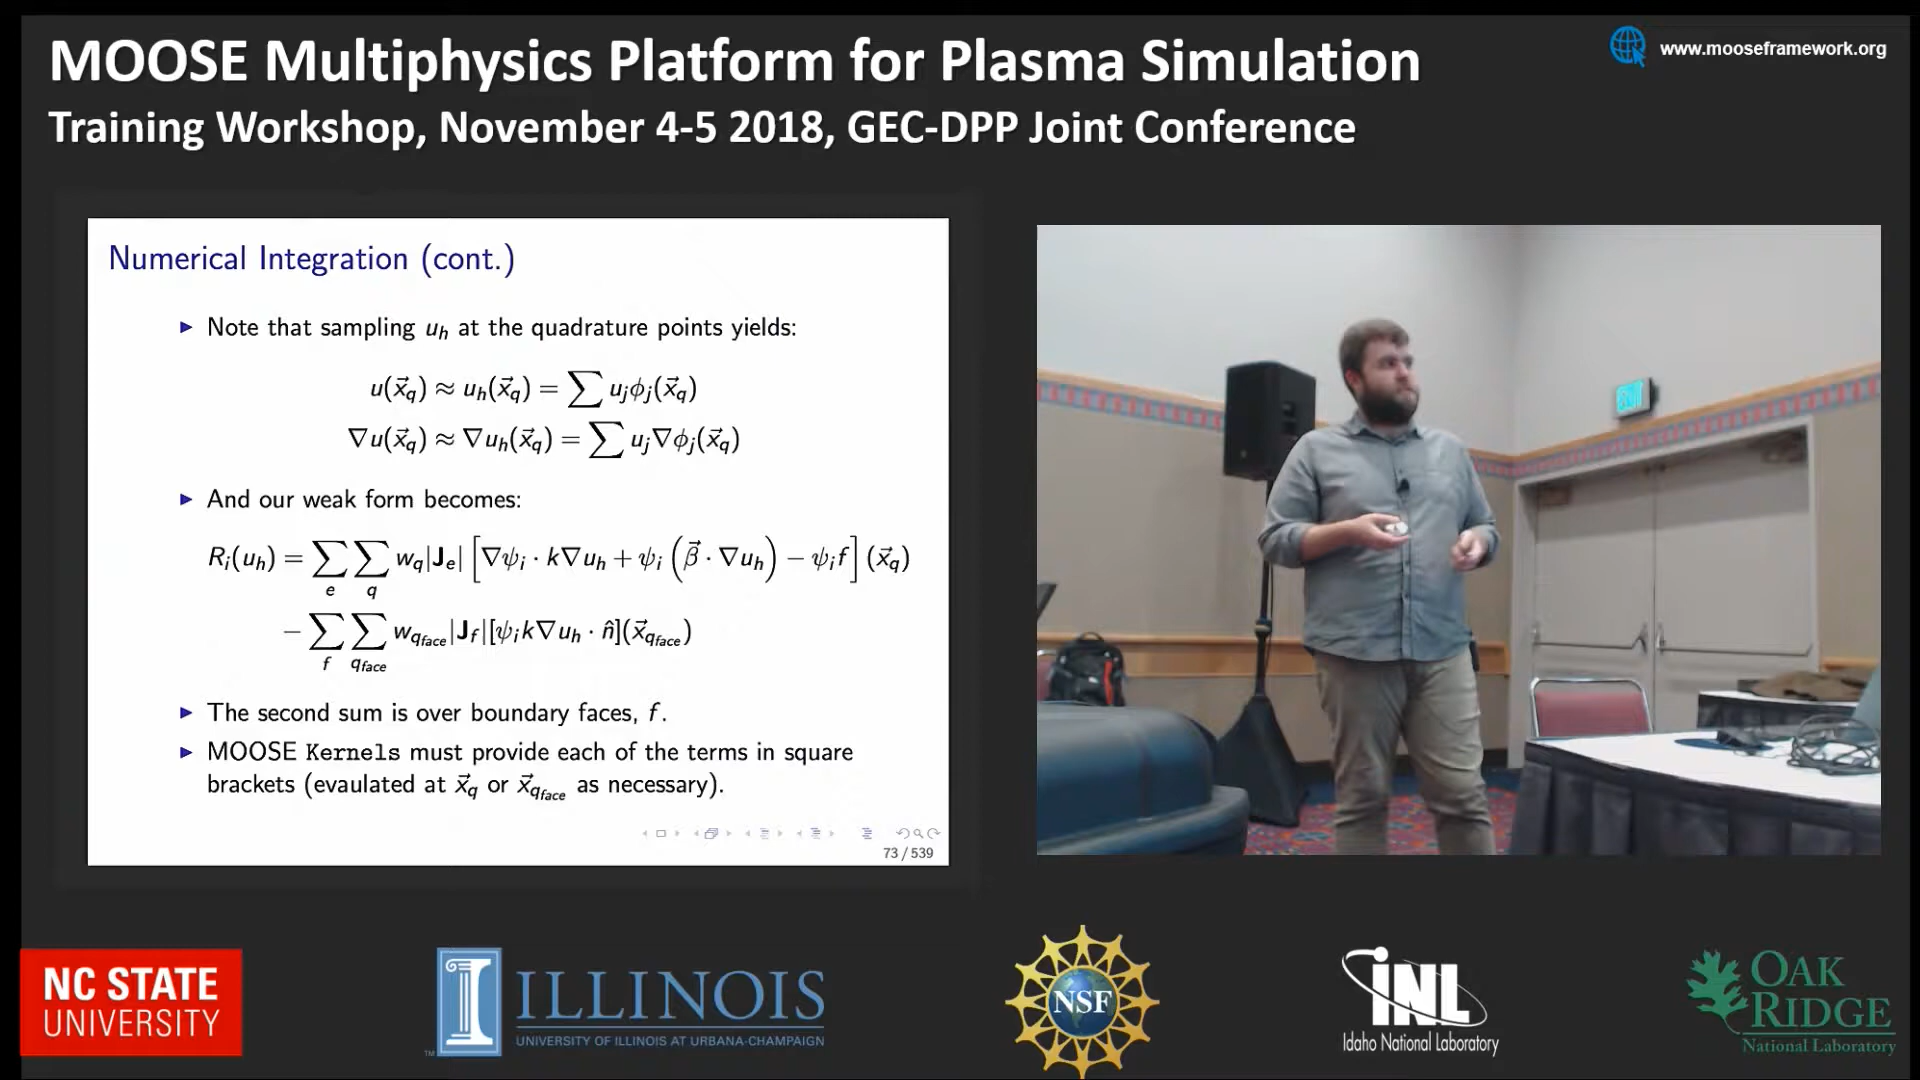 MOOSE Multiphysics Platform for Plasma Simulation
www.mooseframework.org
Training Workshop, November 4-5 2018, GEC-DPP Joint Conference
Numerical Integration (cont.)
▶ Note that sampling u_h at the quadrature points yields:
u(x⃗_q) ≈ u_h(x⃗_q) = ∑ u_jϕ_j(x⃗_q)
∇u(x⃗_q) ≈ ∇u_h(x⃗_q) = ∑ u_j∇ϕ_j(x⃗_q)
▶ And our weak form becomes:
R_i(u_h) = ∑_e ∑_q w_q|J_e| [∇ψ_i · k∇u_h + ψ_i (β⃗ · ∇u_h) − ψ_i f] (x⃗_q)
− ∑_f ∑_{q_face} w_{q_face}|J_f|[ψ_i k∇u_h · n̂](x⃗_{q_face})
▶ The second sum is over boundary faces, f.
▶ MOOSE Kernels must provide each of the terms in square
brackets (evaulated at x⃗_q or x⃗_{q_face} as necessary).
73 / 539
EXIT
NC STATE
UNIVERSITY
I ILLINOIS
UNIVERSITY OF ILLINOIS AT URBANA-CHAMPAIGN
TM
NSF
INL
Idaho National Laboratory
OAK
RIDGE
National Laboratory